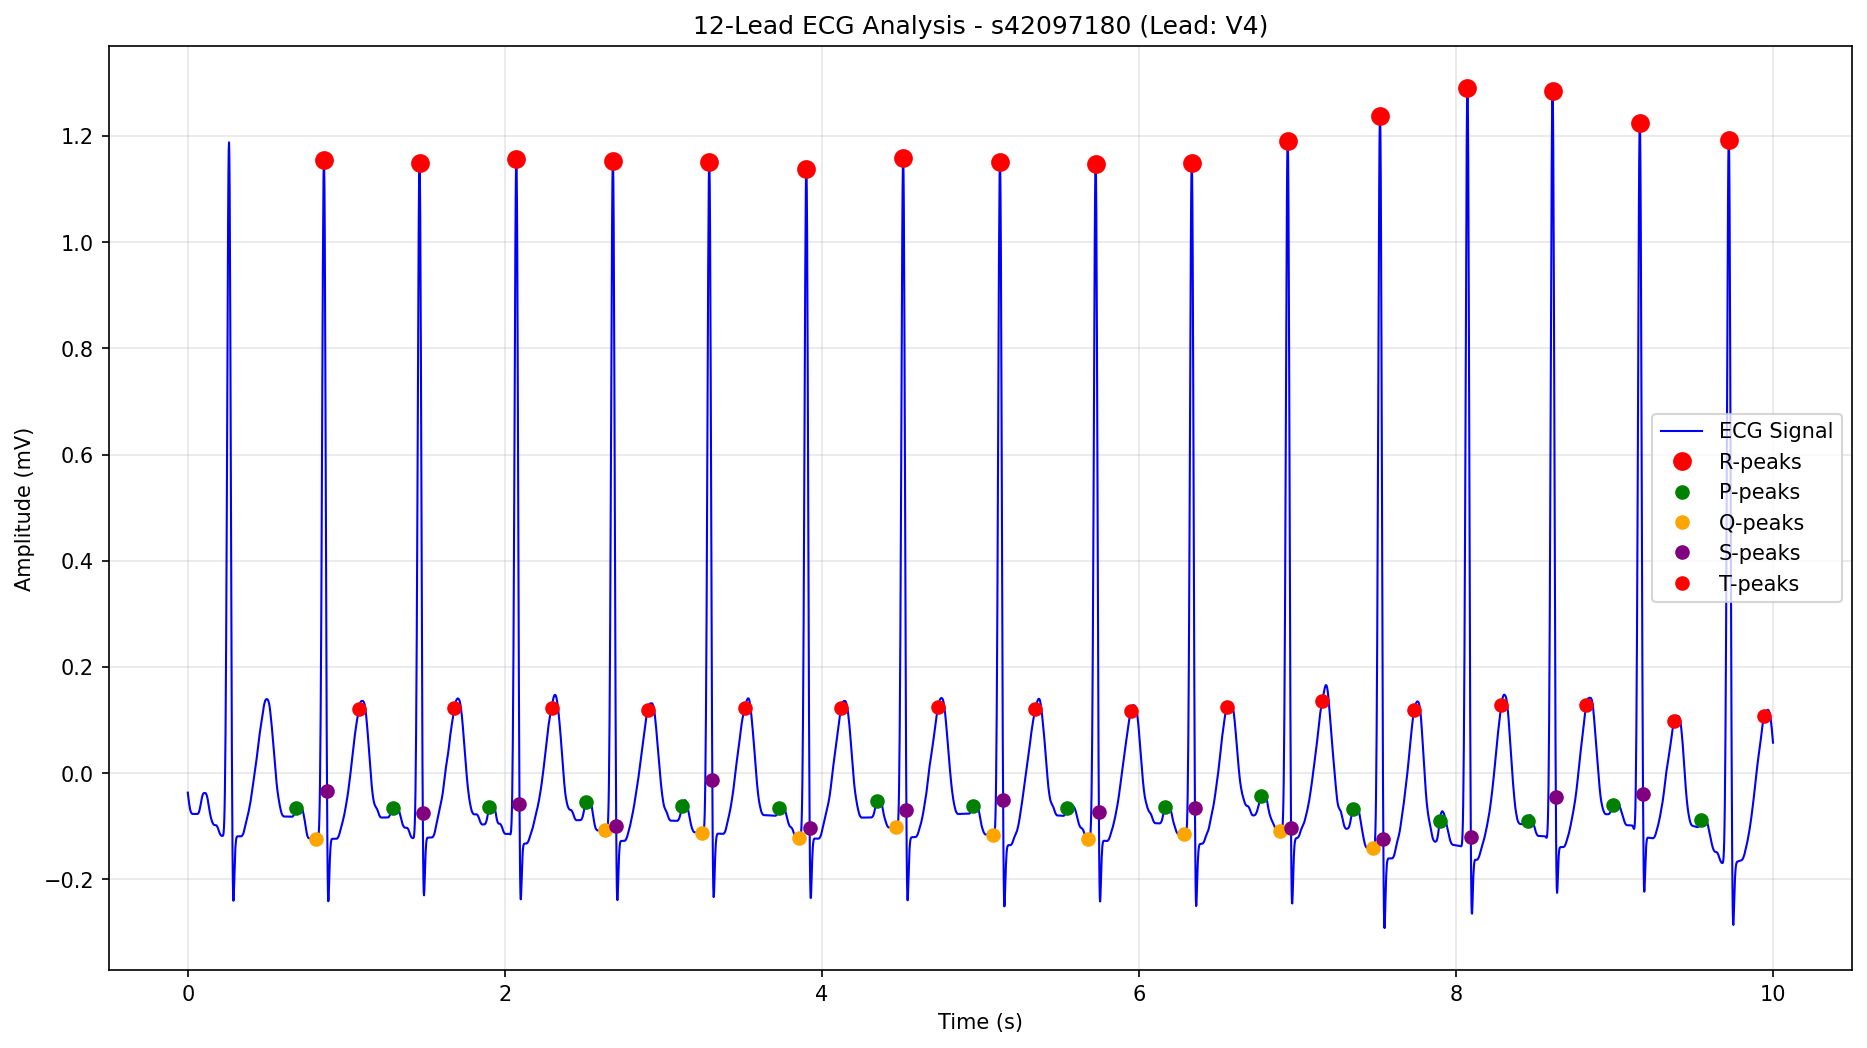 12-Lead ECG Analysis - s42097180 (Lead: V4)
Amplitude (mV)
1.2
1.0
0.8
0.6
0.4
0.2
0.0
−0.2
ECG Signal
R-peaks
P-peaks
Q-peaks
S-peaks
T-peaks
0 2 4 6 8 10
Time (s)